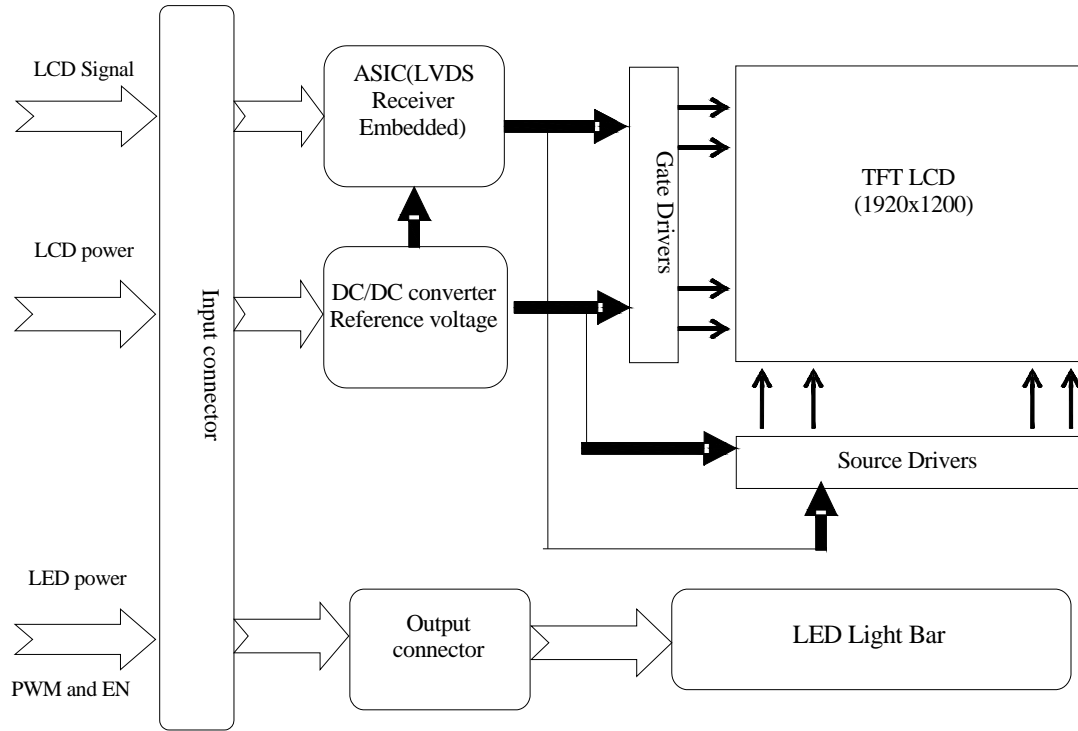 LCD Signal
ASIC(LVDS
Receiver
Embedded)
Gate Drivers
TFT LCD
(1920x1200)
LCD power
Input connector
DC/DC converter
Reference voltage
Source Drivers
LED power
PWM and EN
Output
connector
LED Light Bar